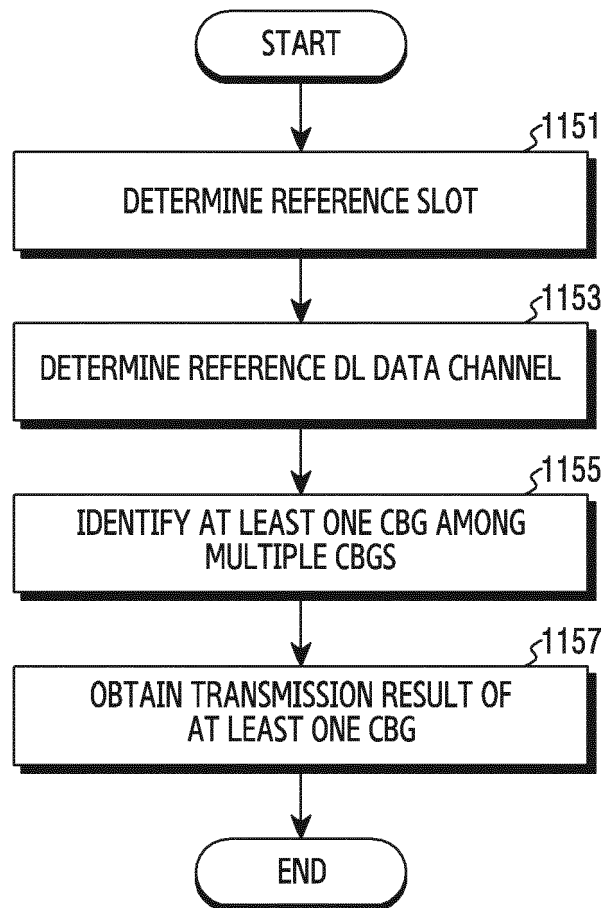 START
1151
DETERMINE REFERENCE SLOT
1153
DETERMINE REFERENCE DL DATA CHANNEL
1155
IDENTIFY AT LEAST ONE CBG AMONG
MULTIPLE CBGS
1157
OBTAIN TRANSMISSION RESULT OF
AT LEAST ONE CBG
END